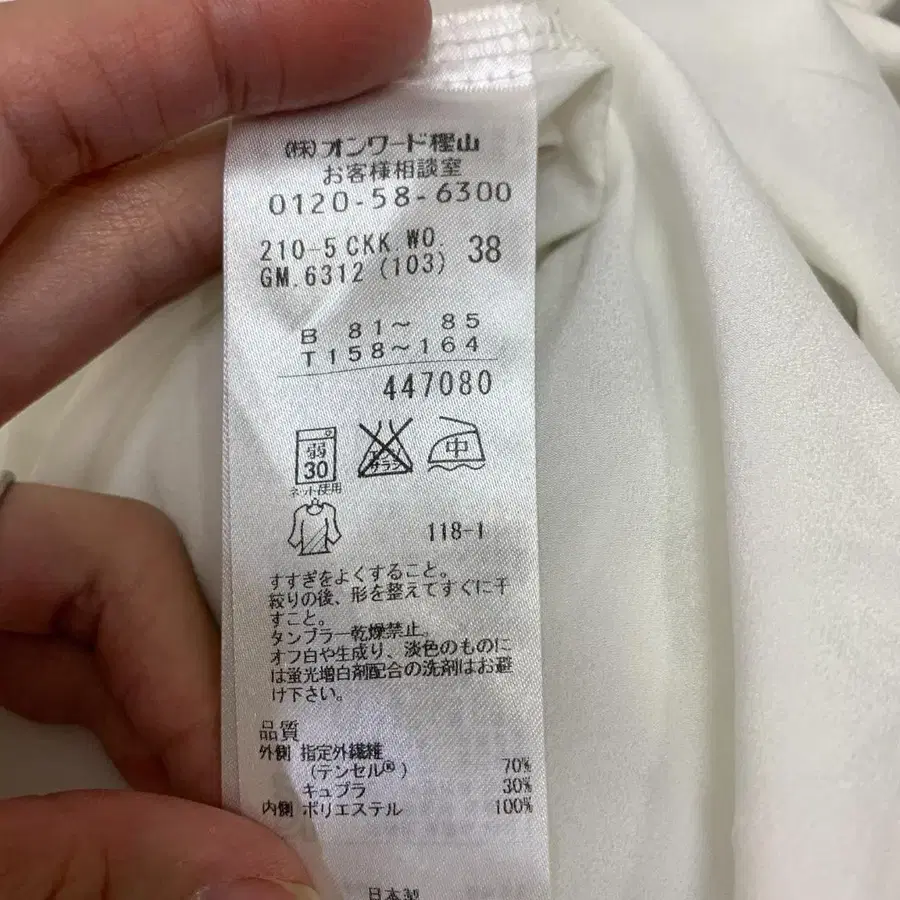 (株)オンワード樫山
お客様相談室
0120-58-6300
210-5 CKK.WO. 38
GM.6312 (103)
B 81~ 85
T158~164
447080
弱
30
ネット使用
中
118-1
すすぎをよくすること。
絞りの後、形を整えてすぐに干
すこと。
タンブラー乾燥禁止。
オフ白や生成り、淡色のものに
は蛍光増白剤配合の洗剤はお避
け下さい。
品質
外側 指定外繊維
(テンセル®) 70%
キュプラ 30%
内側 ポリエステル 100%
日本製